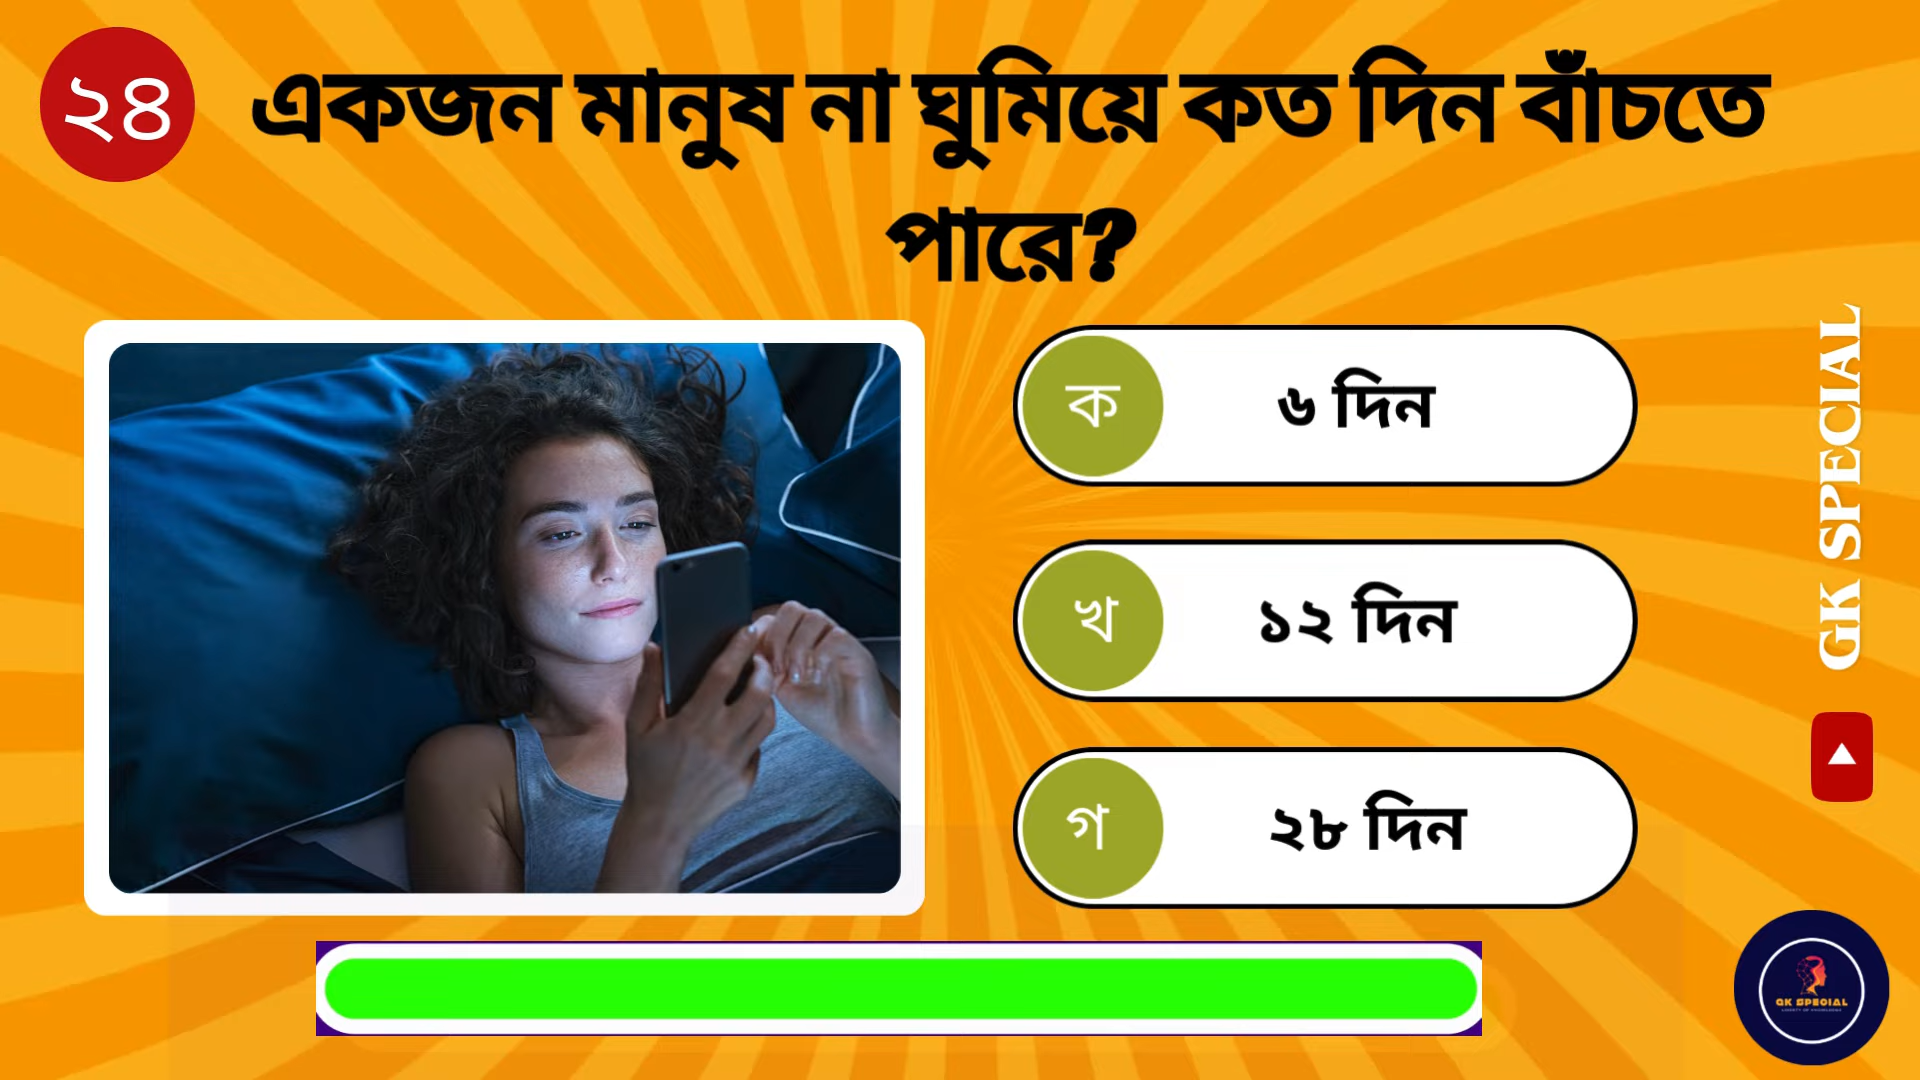 ২৪
একজন মানুষ না ঘুমিয়ে কত দিন বাঁচতে
পারে?
ক
৬ দিন
খ
১২ দিন
গ
২৮ দিন
GK SPECIAL
GK SPECIAL